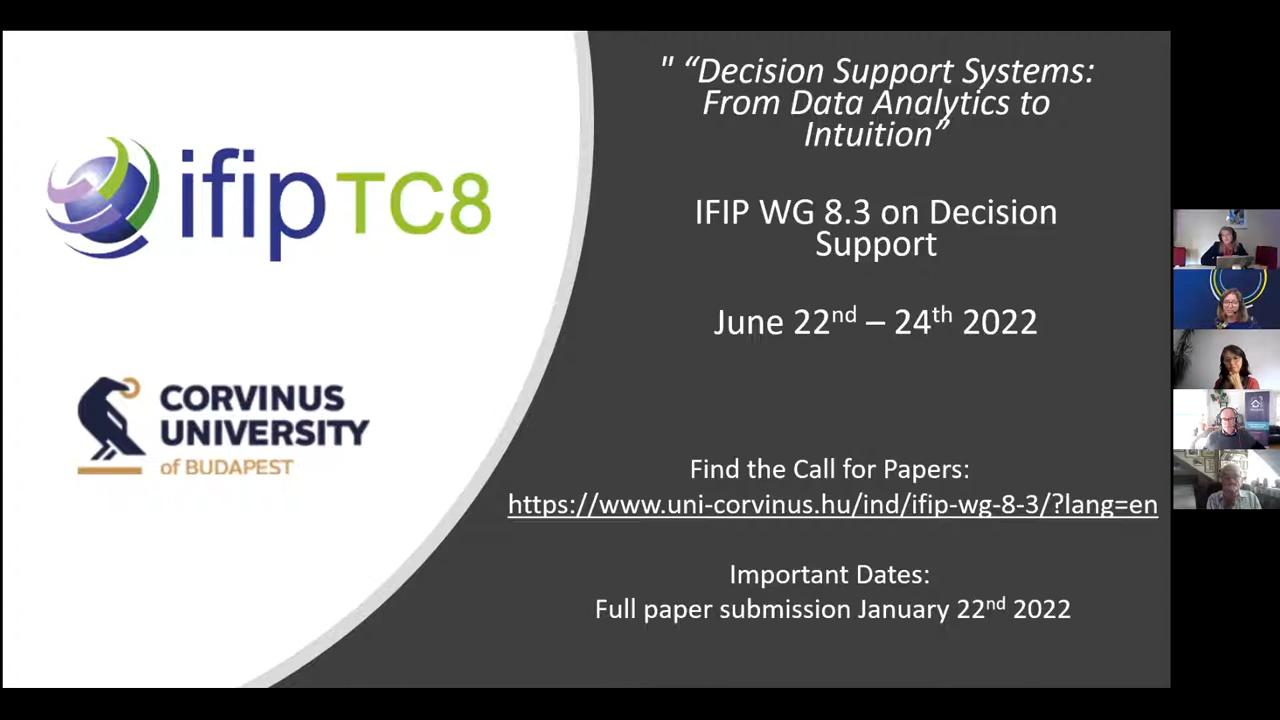 ifip TC8
CORVINUS
UNIVERSITY
of BUDAPEST
" “Decision Support Systems:
From Data Analytics to
Intuition”
IFIP WG 8.3 on Decision
Support
June 22nd – 24th 2022
Find the Call for Papers:
https://www.uni-corvinus.hu/ind/ifip-wg-8-3/?lang=en
Important Dates:
Full paper submission January 22nd 2022